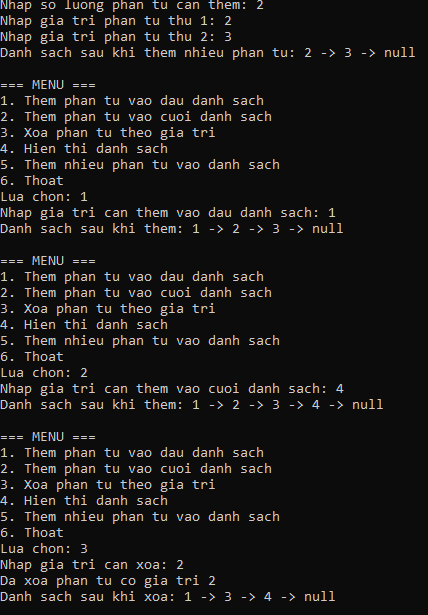 Nhap so luong phan tu can them: 2
Nhap gia tri phan tu thu 1: 2
Nhap gia tri phan tu thu 2: 3
Danh sach sau khi them nhieu phan tu: 2 -> 3 -> null
=== MENU ===
1. Them phan tu vao dau danh sach
2. Them phan tu vao cuoi danh sach
3. Xoa phan tu theo gia tri
4. Hien thi danh sach
5. Them nhieu phan tu vao danh sach
6. Thoat
Lua chon: 1
Nhap gia tri can them vao dau danh sach: 1
Danh sach sau khi them: 1 -> 2 -> 3 -> null
=== MENU ===
1. Them phan tu vao dau danh sach
2. Them phan tu vao cuoi danh sach
3. Xoa phan tu theo gia tri
4. Hien thi danh sach
5. Them nhieu phan tu vao danh sach
6. Thoat
Lua chon: 2
Nhap gia tri can them vao cuoi danh sach: 4
Danh sach sau khi them: 1 -> 2 -> 3 -> 4 -> null
=== MENU ===
1. Them phan tu vao dau danh sach
2. Them phan tu vao cuoi danh sach
3. Xoa phan tu theo gia tri
4. Hien thi danh sach
5. Them nhieu phan tu vao danh sach
6. Thoat
Lua chon: 3
Nhap gia tri can xoa: 2
Da xoa phan tu co gia tri 2
Danh sach sau khi xoa: 1 -> 3 -> 4 -> null